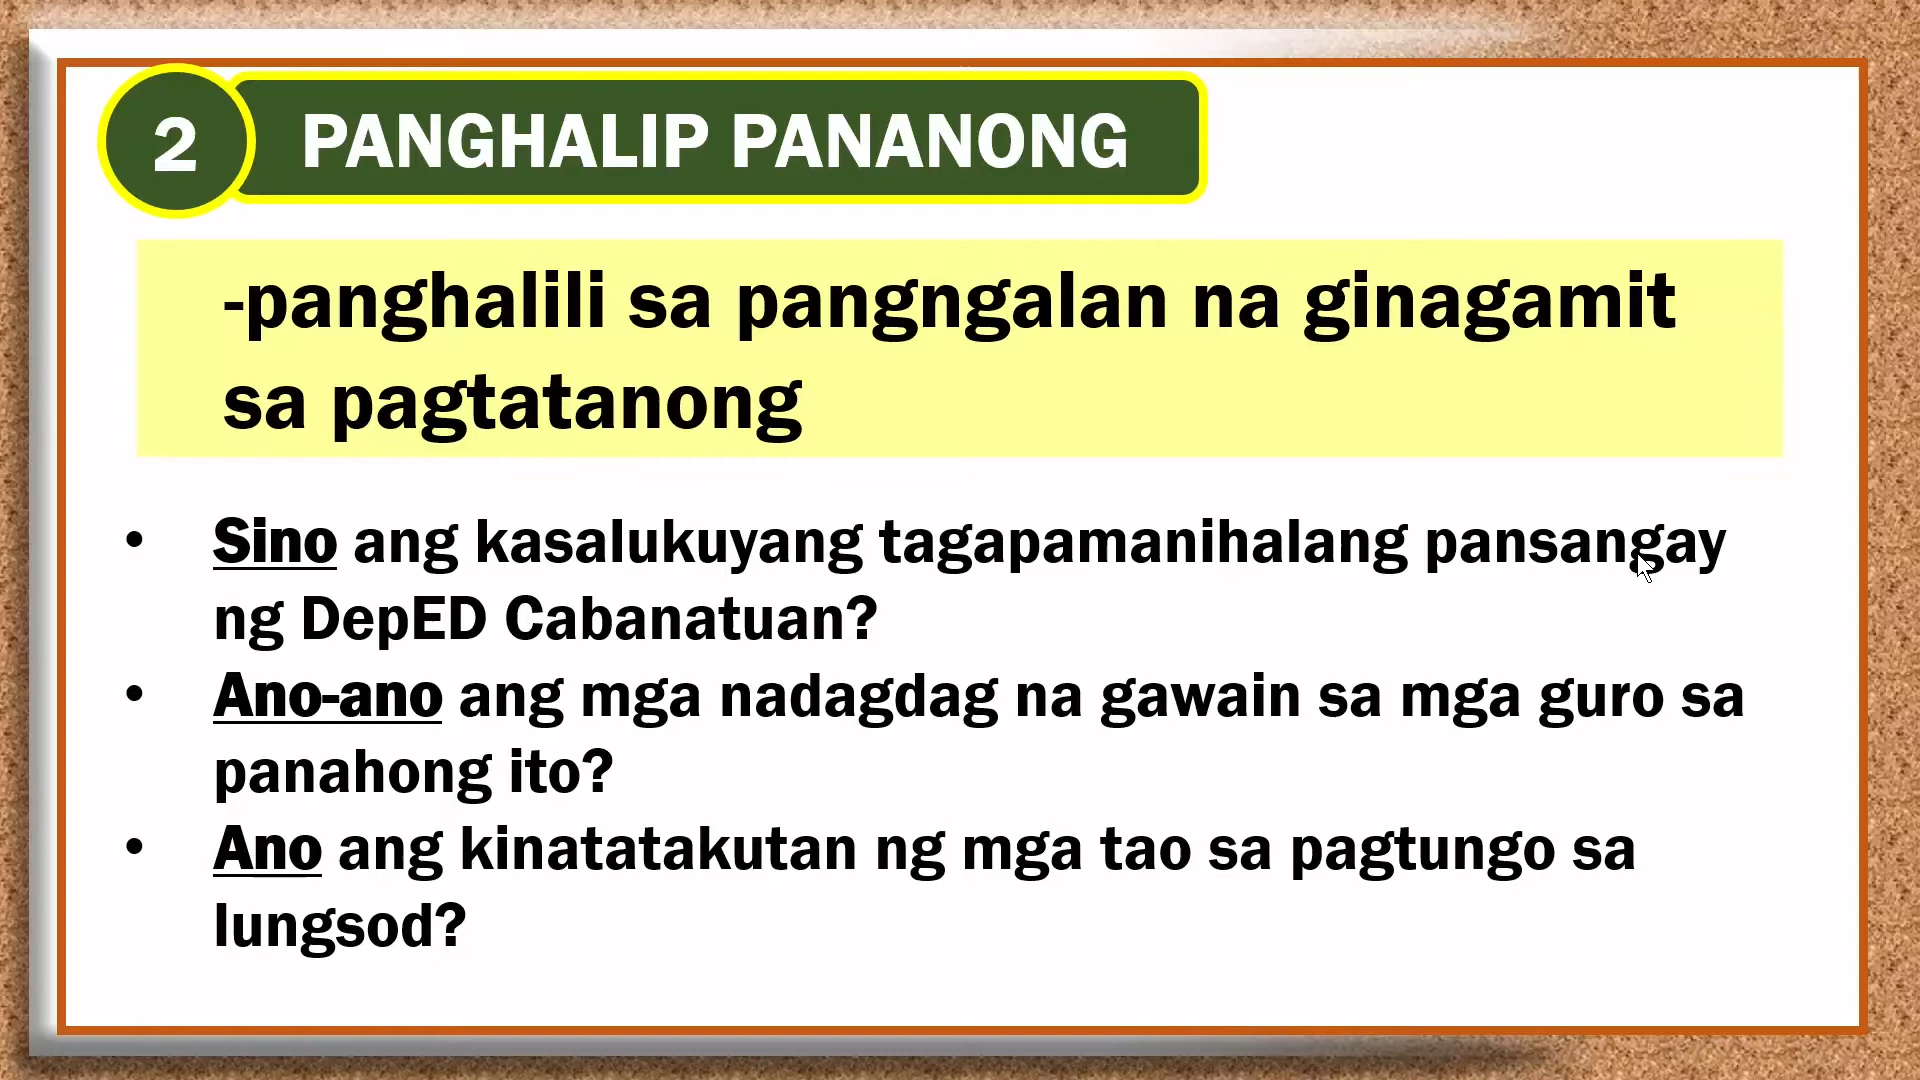 2 PANGHALIP PANANONG
-panghalili sa pangngalan na ginagamit
sa pagtatanong
• Sino ang kasalukuyang tagapamanihalang pansangay
ng DepED Cabanatuan?
• Ano-ano ang mga nadagdag na gawain sa mga guro sa
panahong ito?
• Ano ang kinatatakutan ng mga tao sa pagtungo sa
lungsod?